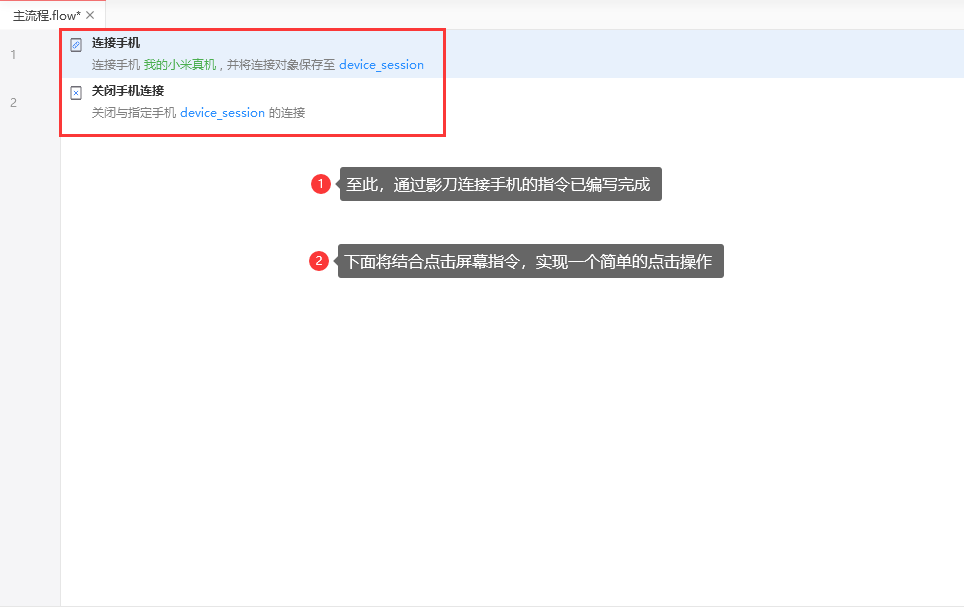 主流程.flow*
1
连接手机
连接手机 我的小米真机 , 并将连接对象保存至 device_session
2
关闭手机连接
关闭与指定手机 device_session 的连接
1 至此，通过影刀连接手机的指令已编写完成
2 下面将结合点击屏幕指令，实现一个简单的点击操作